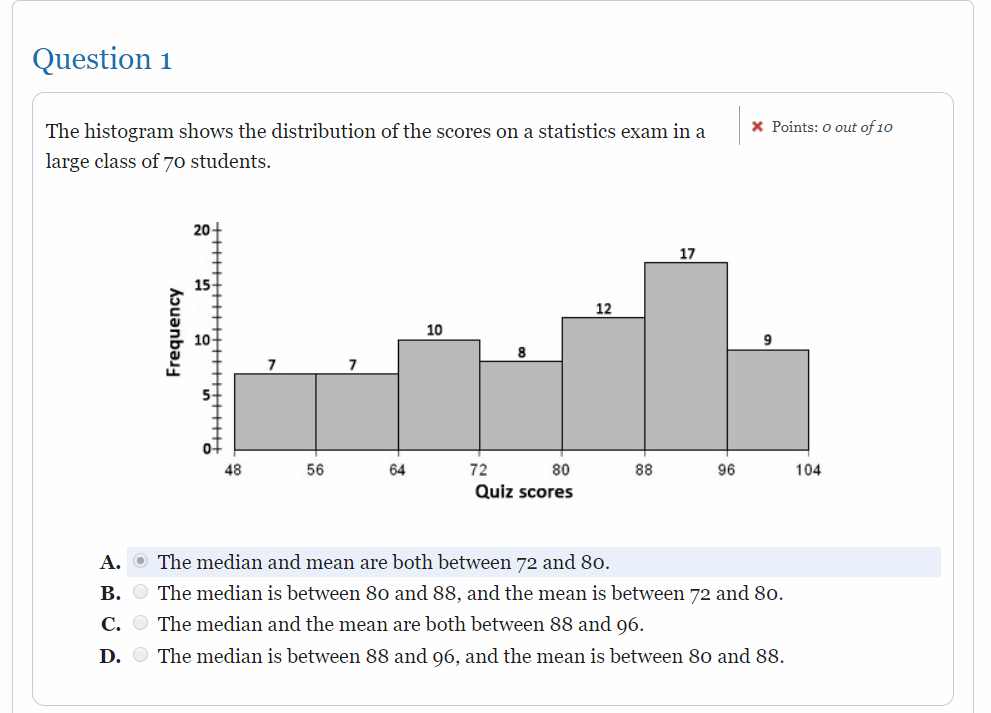 Question 1
The histogram shows the distribution of the scores on a statistics exam in a
large class of 70 students.
Points: 0 out of 10
20
15
10
5
0
Frequency
7
7
10
8
12
17
9
48 56 64 72 80 88 96 104
Quiz scores
A. The median and mean are both between 72 and 80.
B. The median is between 80 and 88, and the mean is between 72 and 80.
C. The median and the mean are both between 88 and 96.
D. The median is between 88 and 96, and the mean is between 80 and 88.